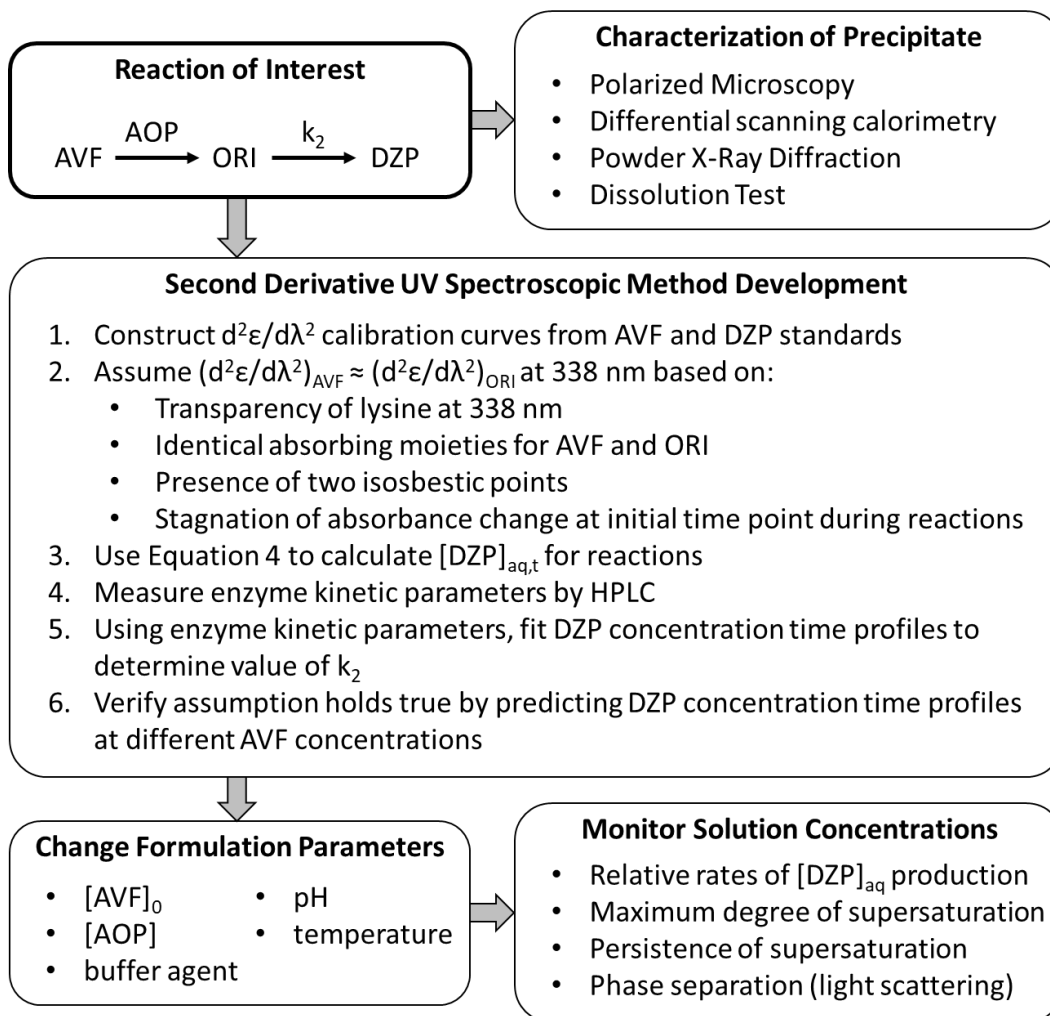 Reaction of Interest
AOP
k₂
AVF → ORI → DZP
Characterization of Precipitate
• Polarized Microscopy
• Differential scanning calorimetry
• Powder X-Ray Diffraction
• Dissolution Test
Second Derivative UV Spectroscopic Method Development
1. Construct d²ε/dλ² calibration curves from AVF and DZP standards
2. Assume (d²ε/dλ²)AVF ≈ (d²ε/dλ²)ORI at 338 nm based on:
• Transparency of lysine at 338 nm
• Identical absorbing moieties for AVF and ORI
• Presence of two isosbestic points
• Stagnation of absorbance change at initial time point during reactions
3. Use Equation 4 to calculate [DZP]aq,t for reactions
4. Measure enzyme kinetic parameters by HPLC
5. Using enzyme kinetic parameters, fit DZP concentration time profiles to
determine value of k₂
6. Verify assumption holds true by predicting DZP concentration time profiles
at different AVF concentrations
Change Formulation Parameters
• [AVF]₀
• [AOP]
• buffer agent
• pH
• temperature
Monitor Solution Concentrations
• Relative rates of [DZP]aq production
• Maximum degree of supersaturation
• Persistence of supersaturation
• Phase separation (light scattering)